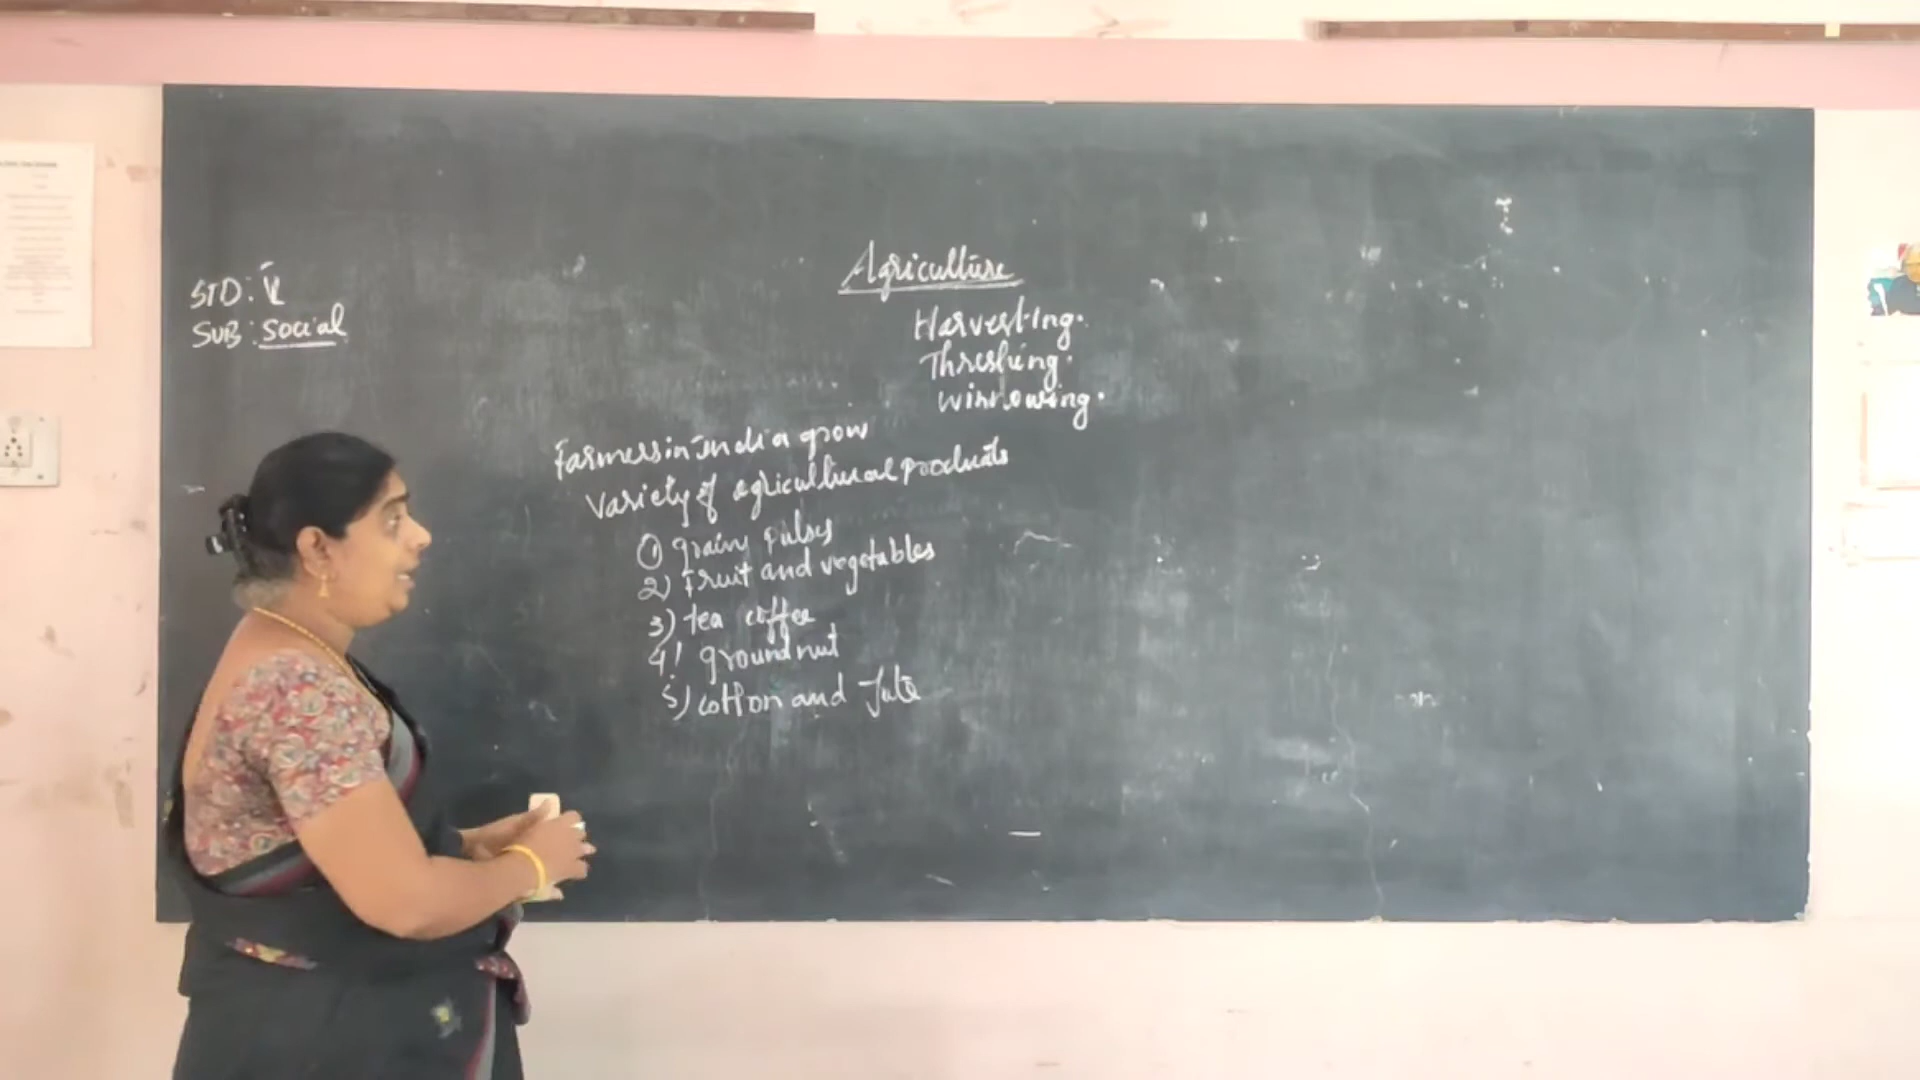 STD: V
SUB: Social
Agriculture
Harvesting.
Threshing.
Winnowing.
Farmers in India grow
Variety of agricultural products
① grains pulses
2) Fruit and vegetables
3) tea coffee
4! groundnut
5) cotton and Jute